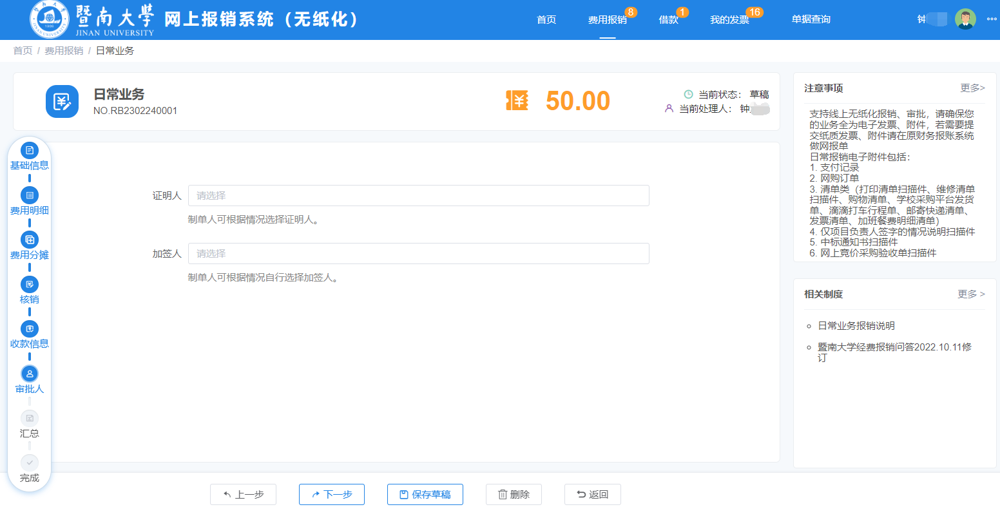 暨南大学
JINAN UNIVERSITY
网上报销系统（无纸化）
首页
费用报销
8
借款
1
我的发票
16
单据查询
钟
首页 / 费用报销 / 日常业务
日常业务
NO.RB2302240001
50.00
当前状态： 草稿
当前处理人： 钟
基础信息
费用明细
费用分摊
核销
收款信息
审批人
汇总
完成
证明人
请选择
制单人可根据情况选择证明人。
加签人
请选择
制单人可根据情况自行选择加签人。
注意事项
更多>
支持线上无纸化报销、审批，请确保您
的业务全为电子发票、附件，若需要提
交纸质发票、附件请在原财务报账系统
做网报单
日常报销电子附件包括：
1. 支付记录
2. 网购订单
3. 清单类（打印清单扫描件、维修清单
扫描件、购物清单、学校采购平台发货
单、滴滴打车行程单、邮寄快递清单、
发票清单、加班餐费明细清单）
4. 仅项目负责人签字的情况说明扫描件
5. 中标通知书扫描件
6. 网上竞价采购验收单扫描件
相关制度
更多 >
日常业务报销说明
暨南大学经费报销问答2022.10.11修
订
上一步
下一步
保存草稿
删除
返回